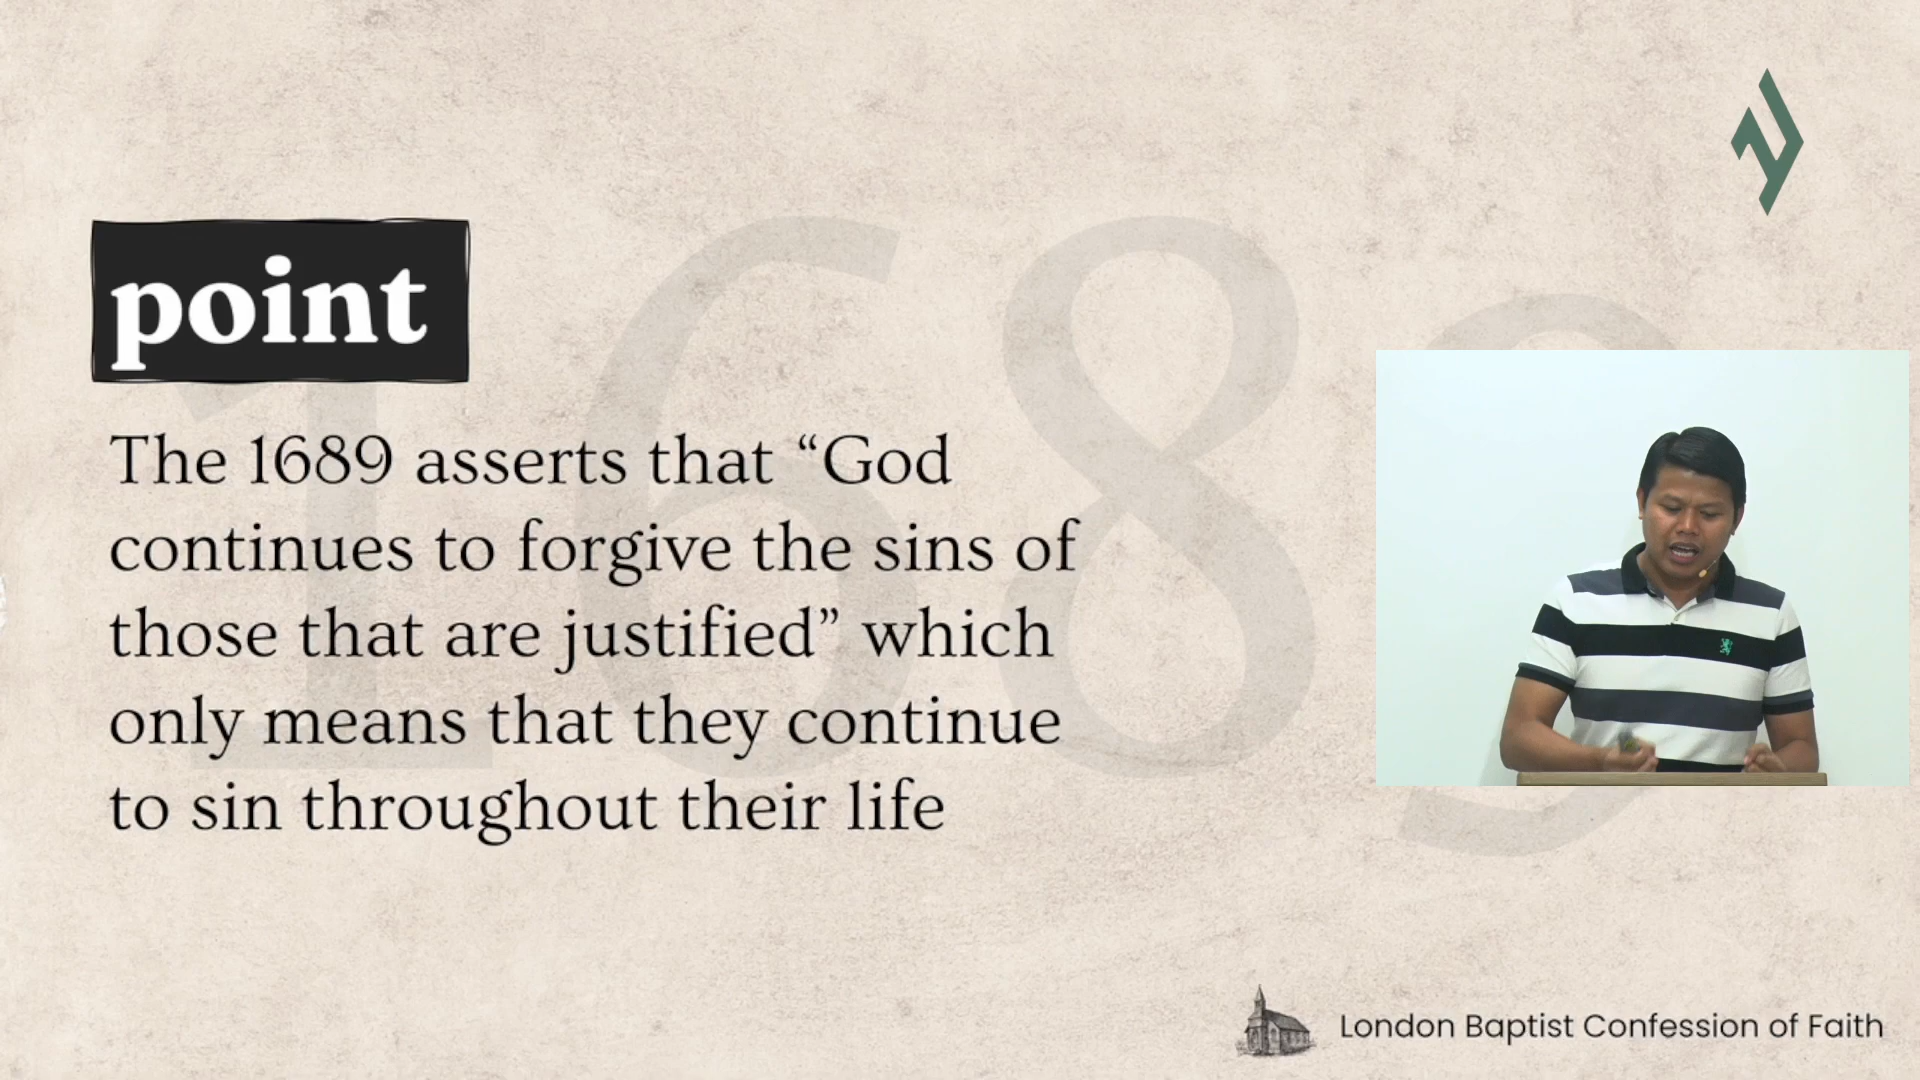 point
1689
The 1689 asserts that “God
continues to forgive the sins of
those that are justified” which
only means that they continue
to sin throughout their life
London Baptist Confession of Faith